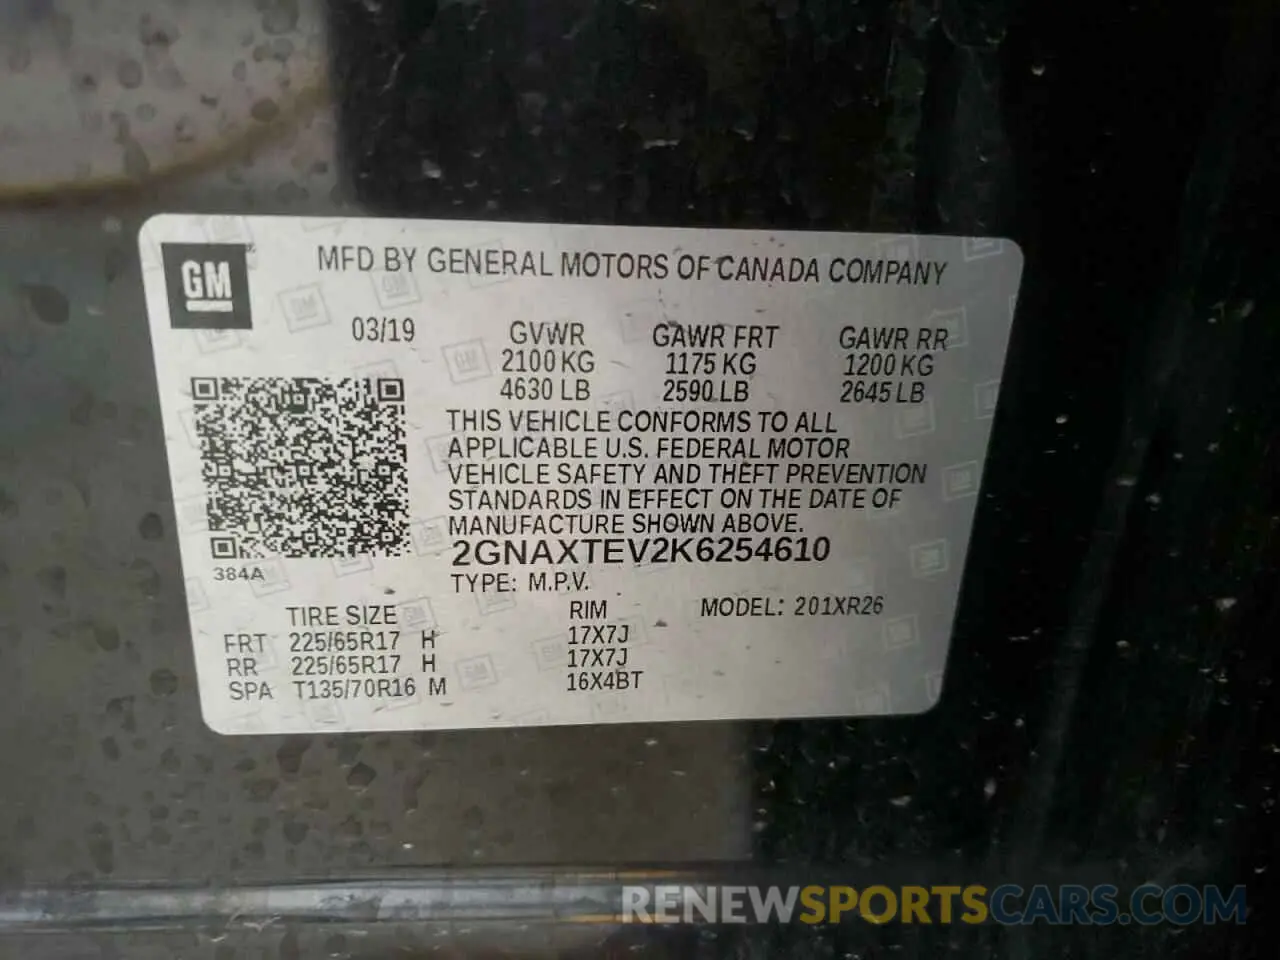 GM
MFD BY GENERAL MOTORS OF CANADA COMPANY
03/19 GVWR GAWR FRT GAWR RR
2100 KG 1175 KG 1200 KG
4630 LB 2590 LB 2645 LB
THIS VEHICLE CONFORMS TO ALL
APPLICABLE U.S. FEDERAL MOTOR
VEHICLE SAFETY AND THEFT PREVENTION
STANDARDS IN EFFECT ON THE DATE OF
MANUFACTURE SHOWN ABOVE.
2GNAXTEV2K6254610
384A
TYPE: M.P.V.
TIRE SIZE RIM MODEL: 201XR26
FRT 225/65R17 H 17X7J
RR 225/65R17 H 17X7J
SPA T135/70R16 M 16X4BT
RENEWSPORTSCARS.COM